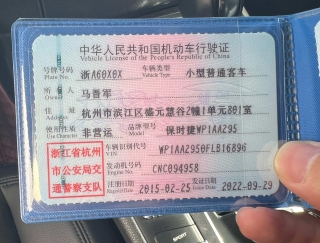 中华人民共和国机动车行驶证
Vehicle License of the People's Republic of China
号牌号码 浙A60X0X 车辆类型 小型普通客车
Plate No. Vehicle Type
所有人 马晋军
Owner
住址 杭州市滨江区盛元慧谷2幢1单元801室
Address
使用性质 非营运 品牌型号 保时捷WP1AA295
Use Character Model
浙江省杭州市公安局交通警察支队
车辆识别代号 WP1AA2950FLB16896
VIN
发动机号码 CNC094958
Engine No.
注册日期 2015-02-25 发证日期 2022-09-29
Register Date Issue Date